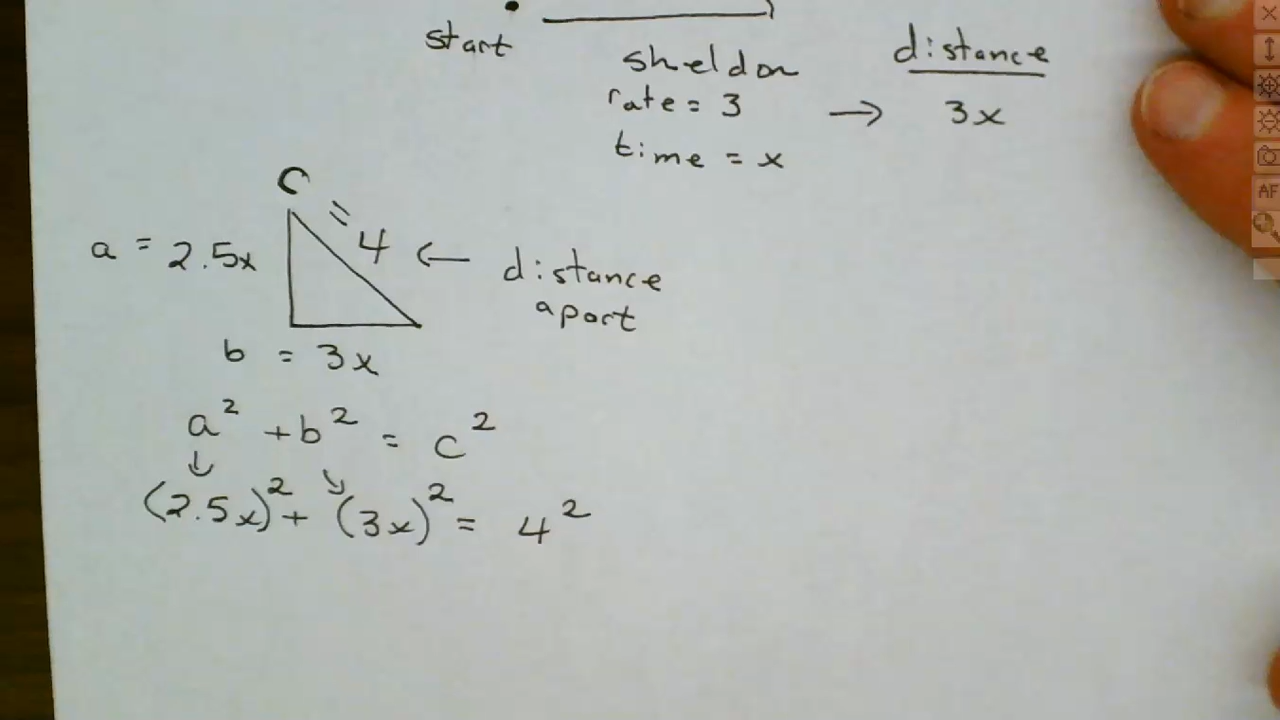 start
sheldon
distance
rate = 3 → 3x
time = x
c = 4 ← distance apart
a = 2.5x
b = 3x
a² + b² = c²
(2.5x)² + (3x)² = 4²
AF